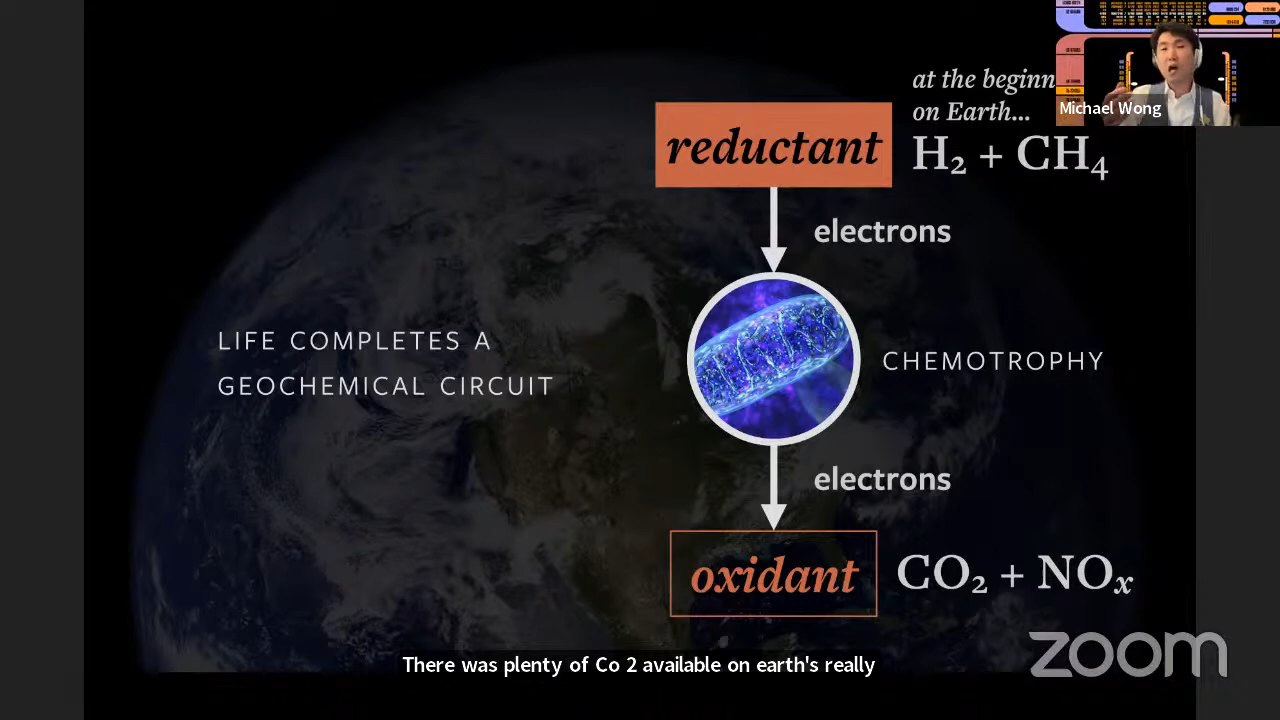 at the beginn
on Earth...
Michael Wong
reductant
H₂ + CH₄
electrons
LIFE COMPLETES A
GEOCHEMICAL CIRCUIT
CHEMOTROPHY
electrons
oxidant
CO₂ + NOₓ
zoom
There was plenty of Co 2 available on earth's really